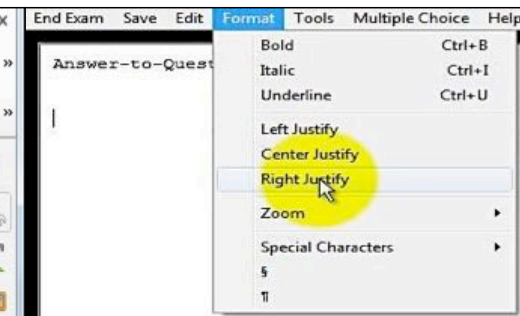 End Exam Save Edit Format Tools Multiple Choice Help
Answer-to-Quest
Bold Ctrl+B
Italic Ctrl+I
Underline Ctrl+U
Left Justify
Center Justify
Right Justify
Zoom
Special Characters
§
¶